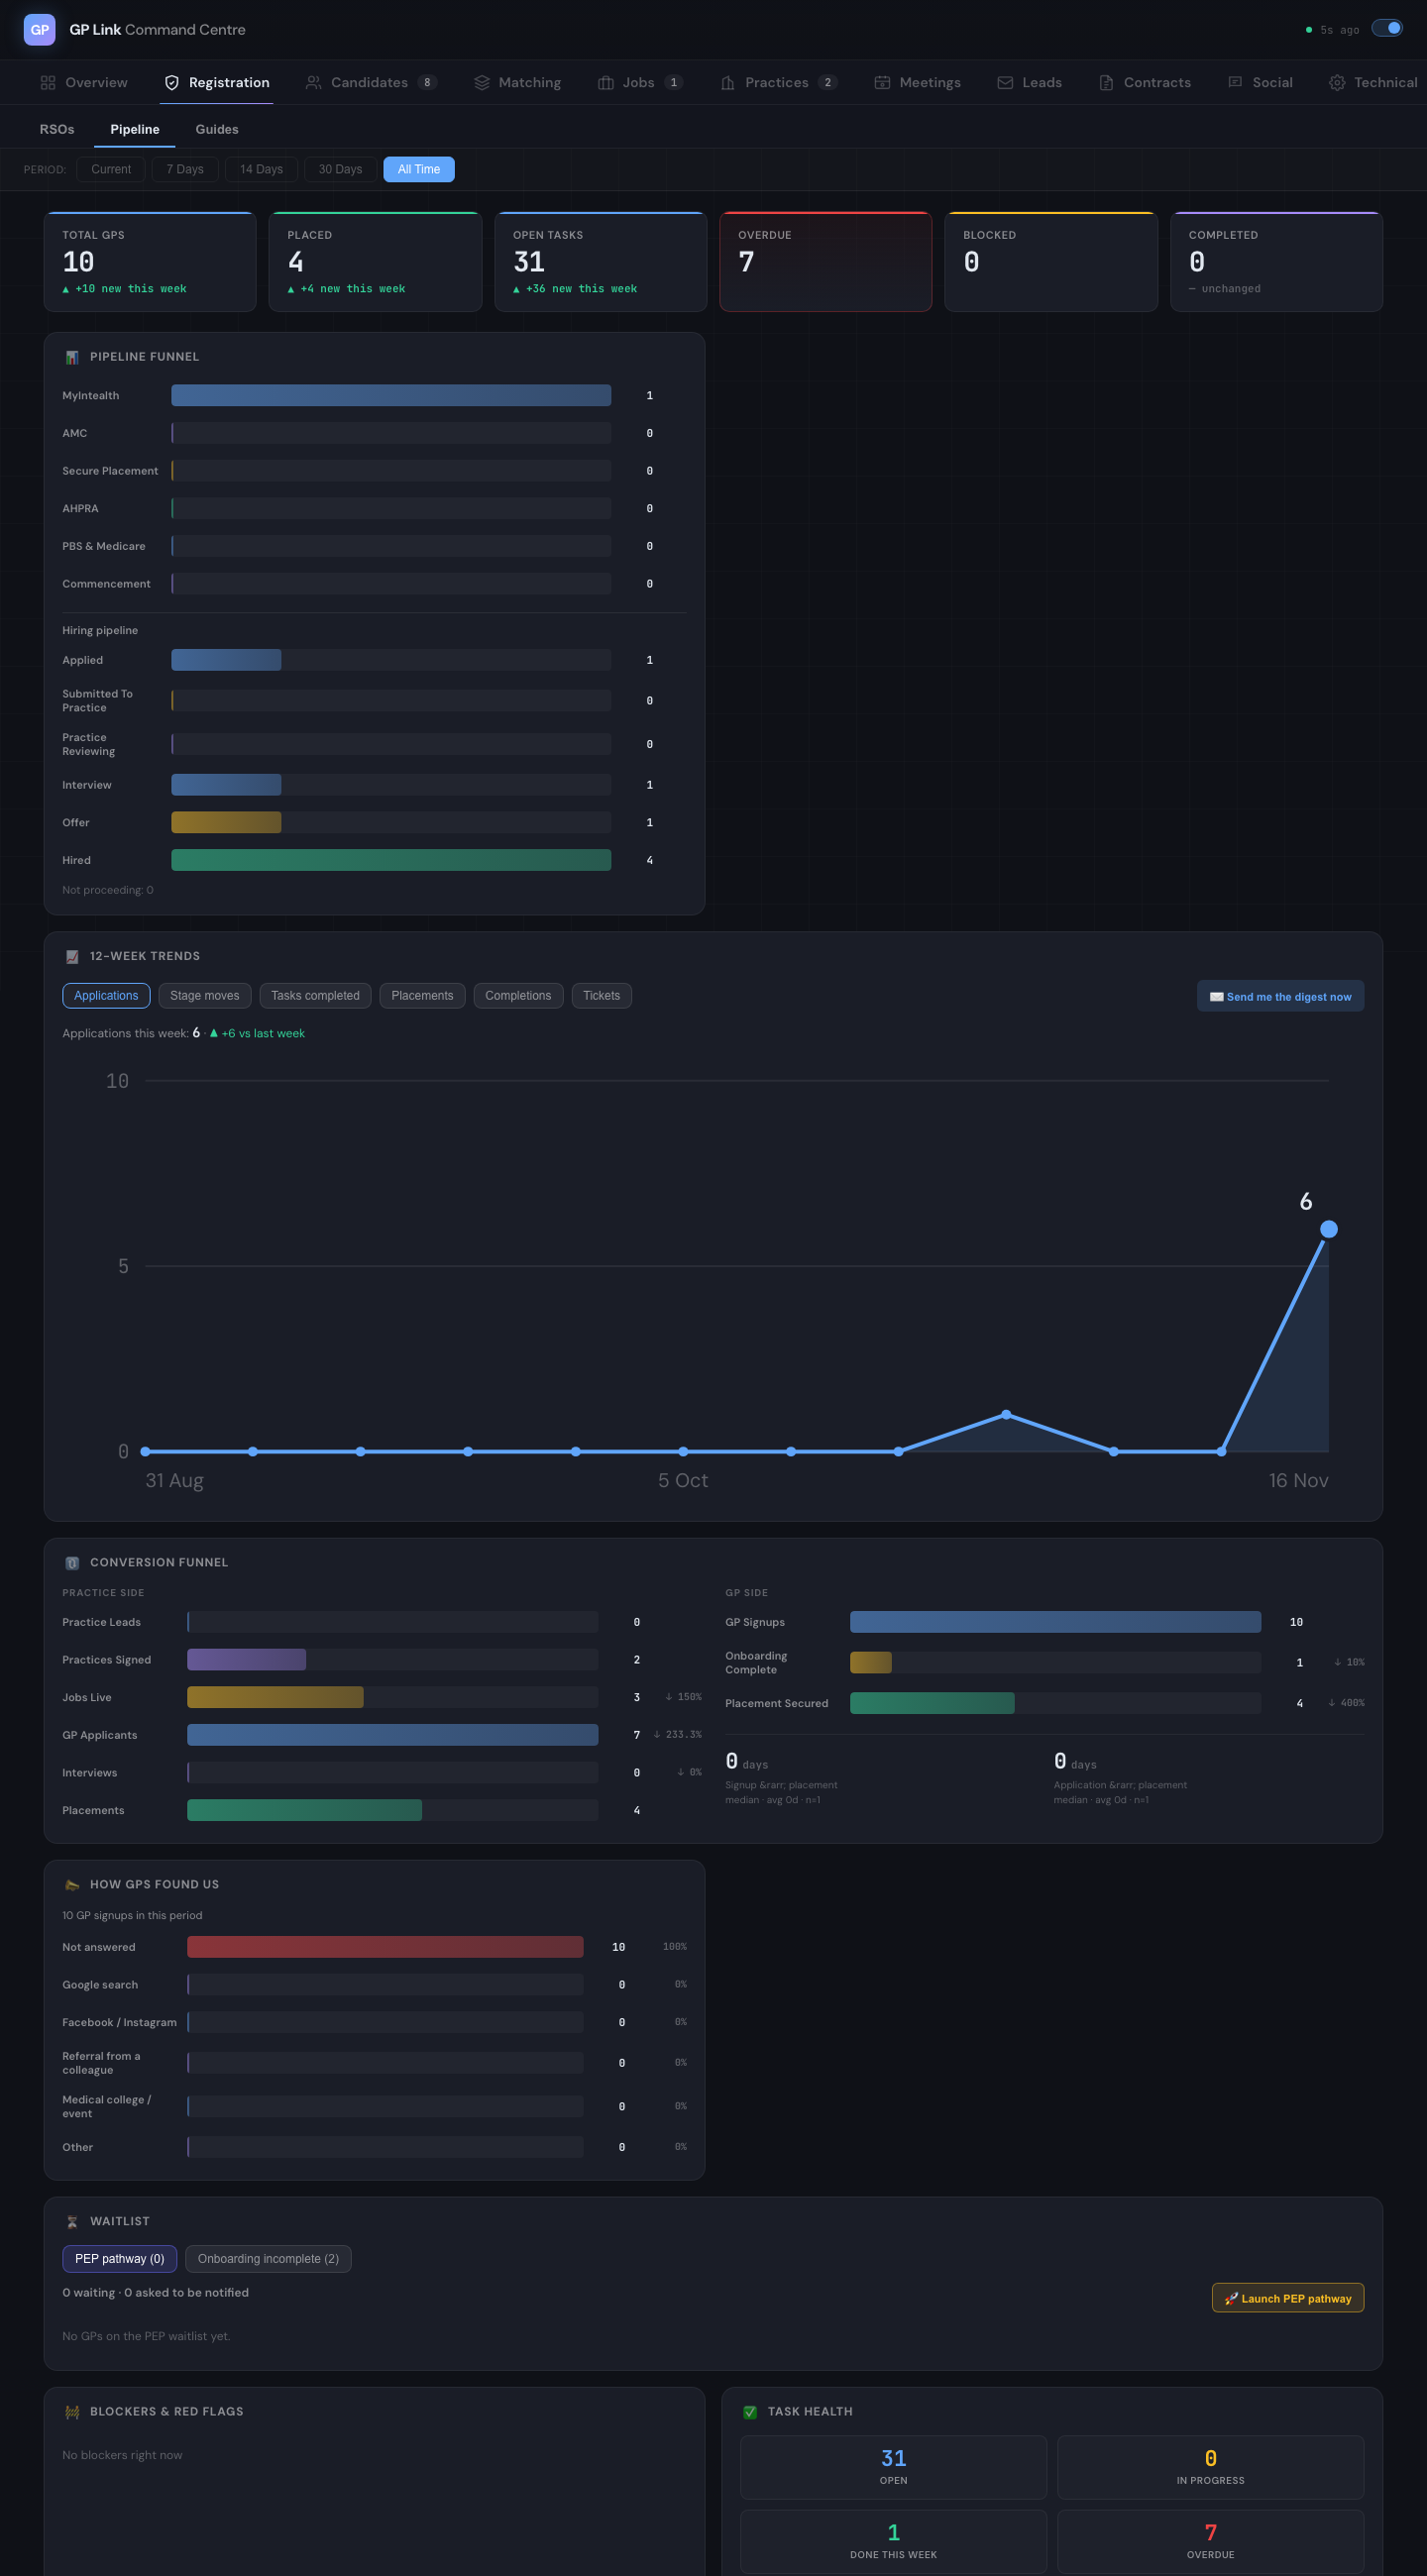 GP
GP Link Command Centre
5s ago
Overview
Registration
Candidates 8
Matching
Jobs 1
Practices 2
Meetings
Leads
Contracts
Social
Technical
RSOs
Pipeline
Guides
PERIOD:
Current
7 Days
14 Days
30 Days
All Time
TOTAL GPS
10
▲ +10 new this week
PLACED
4
▲ +4 new this week
OPEN TASKS
31
▲ +36 new this week
OVERDUE
7
BLOCKED
0
COMPLETED
0
— unchanged
PIPELINE FUNNEL
MyIntealth 1
AMC 0
Secure Placement 0
AHPRA 0
PBS & Medicare 0
Commencement 0
Hiring pipeline
Applied 1
Submitted To
Practice 0
Practice
Reviewing 0
Interview 1
Offer 1
Hired 4
Not proceeding: 0
12-WEEK TRENDS
Applications
Stage moves
Tasks completed
Placements
Completions
Tickets
Send me the digest now
Applications this week: 6 · ▲ +6 vs last week
10
6
5
0
31 Aug
5 Oct
16 Nov
CONVERSION FUNNEL
PRACTICE SIDE
Practice Leads 0
Practices Signed 2
Jobs Live 3 ↓ 150%
GP Applicants 7 ↓ 233.3%
Interviews 0 ↓ 0%
Placements 4
GP SIDE
GP Signups 10
Onboarding
Complete 1 ↓ 10%
Placement Secured 4 ↓ 400%
0 days
Signup &rarr; placement
median · avg 0d · n=1
0 days
Application &rarr; placement
median · avg 0d · n=1
HOW GPS FOUND US
10 GP signups in this period
Not answered 10 100%
Google search 0 0%
Facebook / Instagram 0 0%
Referral from a
colleague 0 0%
Medical college /
event 0 0%
Other 0 0%
WAITLIST
PEP pathway (0)
Onboarding incomplete (2)
0 waiting · 0 asked to be notified
Launch PEP pathway
No GPs on the PEP waitlist yet.
BLOCKERS & RED FLAGS
No blockers right now
TASK HEALTH
31
OPEN
0
IN PROGRESS
1
DONE THIS WEEK
7
OVERDUE